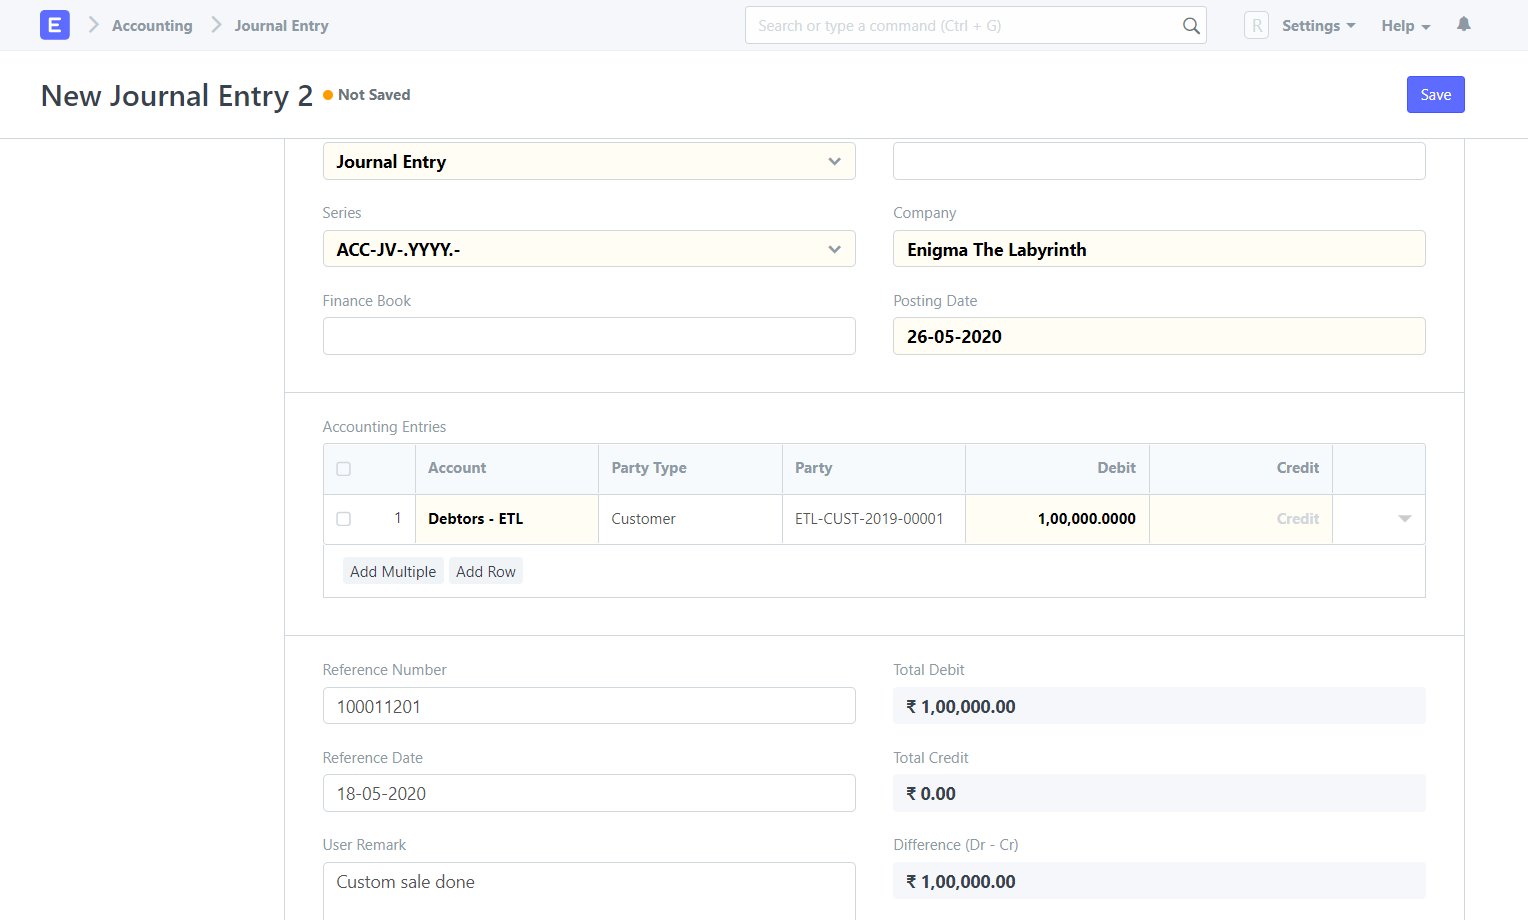 E Accounting Journal Entry Search or type a command (Ctrl + G) R Settings Help
New Journal Entry 2 Not Saved Save
Journal Entry
Series Company
ACC-JV-.YYYY.- Enigma The Labyrinth
Finance Book Posting Date
26-05-2020
Accounting Entries
Account Party Type Party Debit Credit
1 Debtors - ETL Customer ETL-CUST-2019-00001 1,00,000.0000 Credit
Add Multiple Add Row
Reference Number Total Debit
100011201 ₹ 1,00,000.00
Reference Date Total Credit
18-05-2020 ₹ 0.00
User Remark Difference (Dr - Cr)
Custom sale done ₹ 1,00,000.00